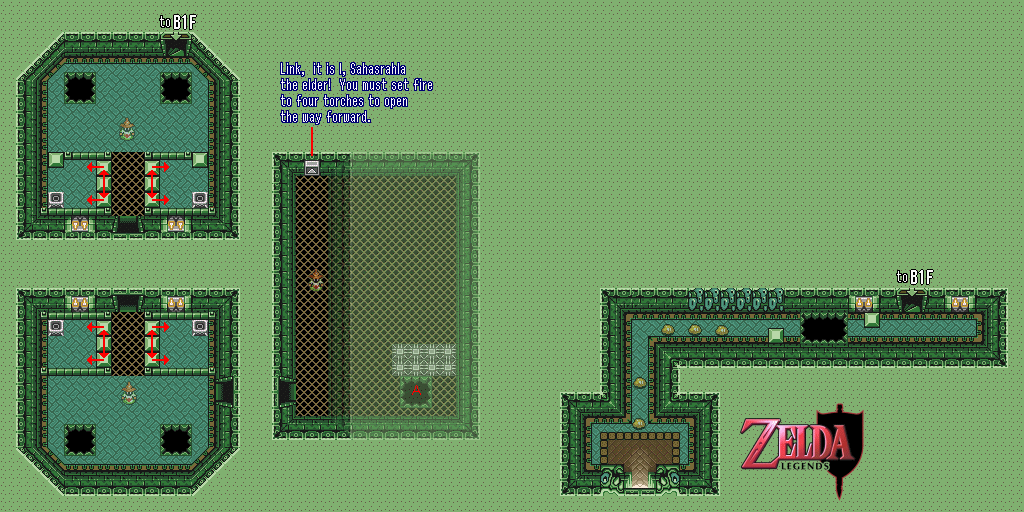 to B1F
Link, it is I, Sahasrahla
the elder! You must set fire
to four torches to open
the way forward.
to B1F
ZELDA
LEGENDS